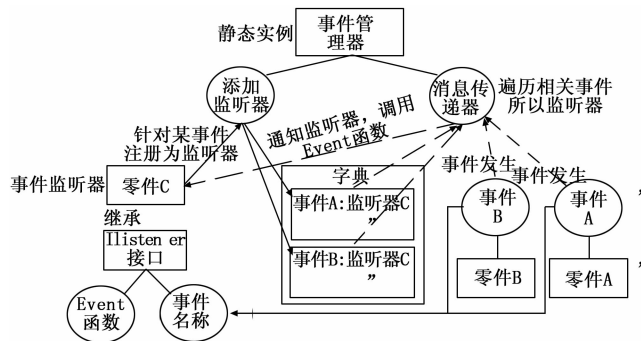 静态实例
事件管
理器
添加
监听器
消息传
递器
遍历相关事件
所以监听器
针对某事件
注册为监听器
通知监听器，调用
Event函数
事件监听器
零件C
字典
事件A:监听器C
”
事件B:监听器C
”
事件发生
事件发生
事件
B
事件
A
，
继承
Ilisten er
接口
零件B
零件A
，
Event
函数
事件
名称